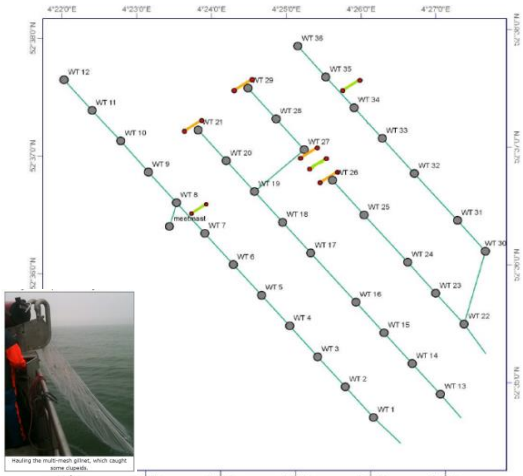 4°22'0"E 4°23'0"E 4°24'0"E 4°25'0"E 4°26'0"E 4°27'0"E
WT 36
WT 35
WT 12
WT 29
WT 34
WT 11
WT 28
WT 21
WT 33
WT 10
WT 27
WT 20
WT 32
WT 9
WT 26
WT 19
WT 8
WT 25
WT 31
meetmast
WT 18
WT 7
WT 30
WT 17
WT 24
WT 6
WT 23
WT 5
WT 16
WT 22
WT 4
WT 15
WT 3
WT 14
WT 2
WT 13
WT 1
52°38'0"N
52°37'0"N
52°36'0"N
Hauling the multi-mesh gillnet, which caught
some clupeids.